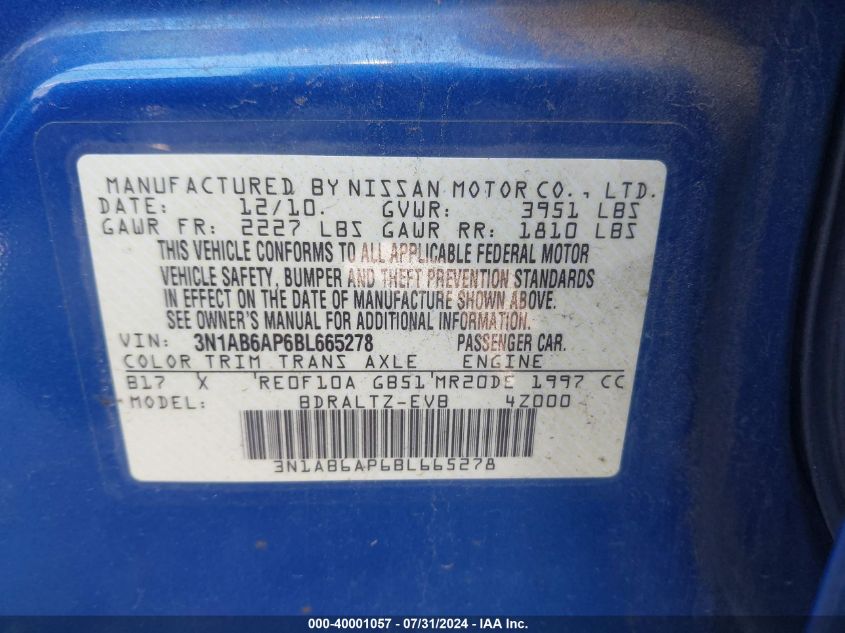 MANUFACTURED BY NISSAN MOTOR CO., LTD.
DATE: 12/10. GVWR: 3951 LBS
GAWR FR: 2227 LBS GAWR RR: 1810 LBS
THIS VEHICLE CONFORMS TO ALL APPLICABLE FEDERAL MOTOR
VEHICLE SAFETY, BUMPER AND THEFT PREVENTION STANDARDS
IN EFFECT ON THE DATE OF MANUFACTURE SHOWN ABOVE.
SEE OWNER'S MANUAL FOR ADDITIONAL INFORMATION.
VIN: 3N1AB6AP6BL665278 PASSENGER CAR.
COLOR TRIM TRANS AXLE ENGINE
B17 X RE0F10A GB51 MR20DE 1997 CC
MODEL: BDRALTZ-EVB 4Z000
3N1AB6AP6BL665278
000-40001057 - 07/31/2024 - IAA Inc.